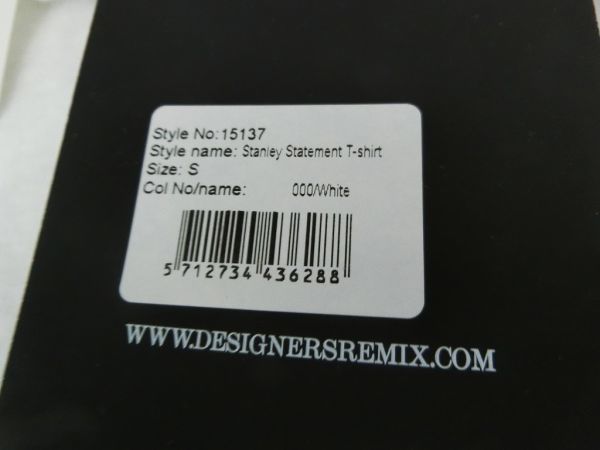 Style No:15137
Style name: Stanley Statement T-shirt
Size: S
Col No/name: 000/White
5 712734 436288
WWW.DESIGNERSREMIX.COM